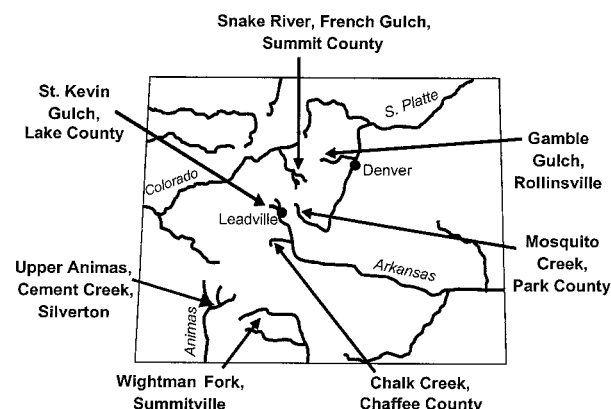 Snake River, French Gulch,
Summit County
St. Kevin
Gulch,
Lake County
S. Platte
Gamble
Gulch,
Rollinsville
Denver
Colorado
Leadville
Mosquito
Creek,
Park County
Arkansas
Upper Animas,
Cement Creek,
Silverton
Animas
Wightman Fork,
Summitville
Chalk Creek,
Chaffee County